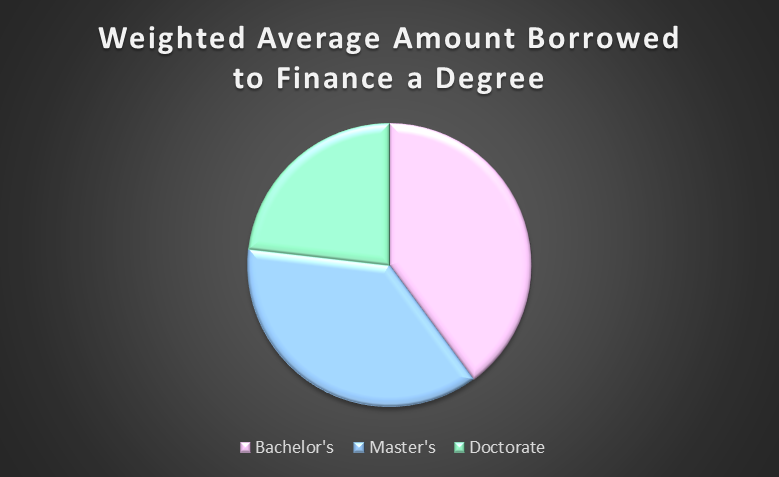 Weighted Average Amount Borrowed
to Finance a Degree
Bachelor's Master's Doctorate